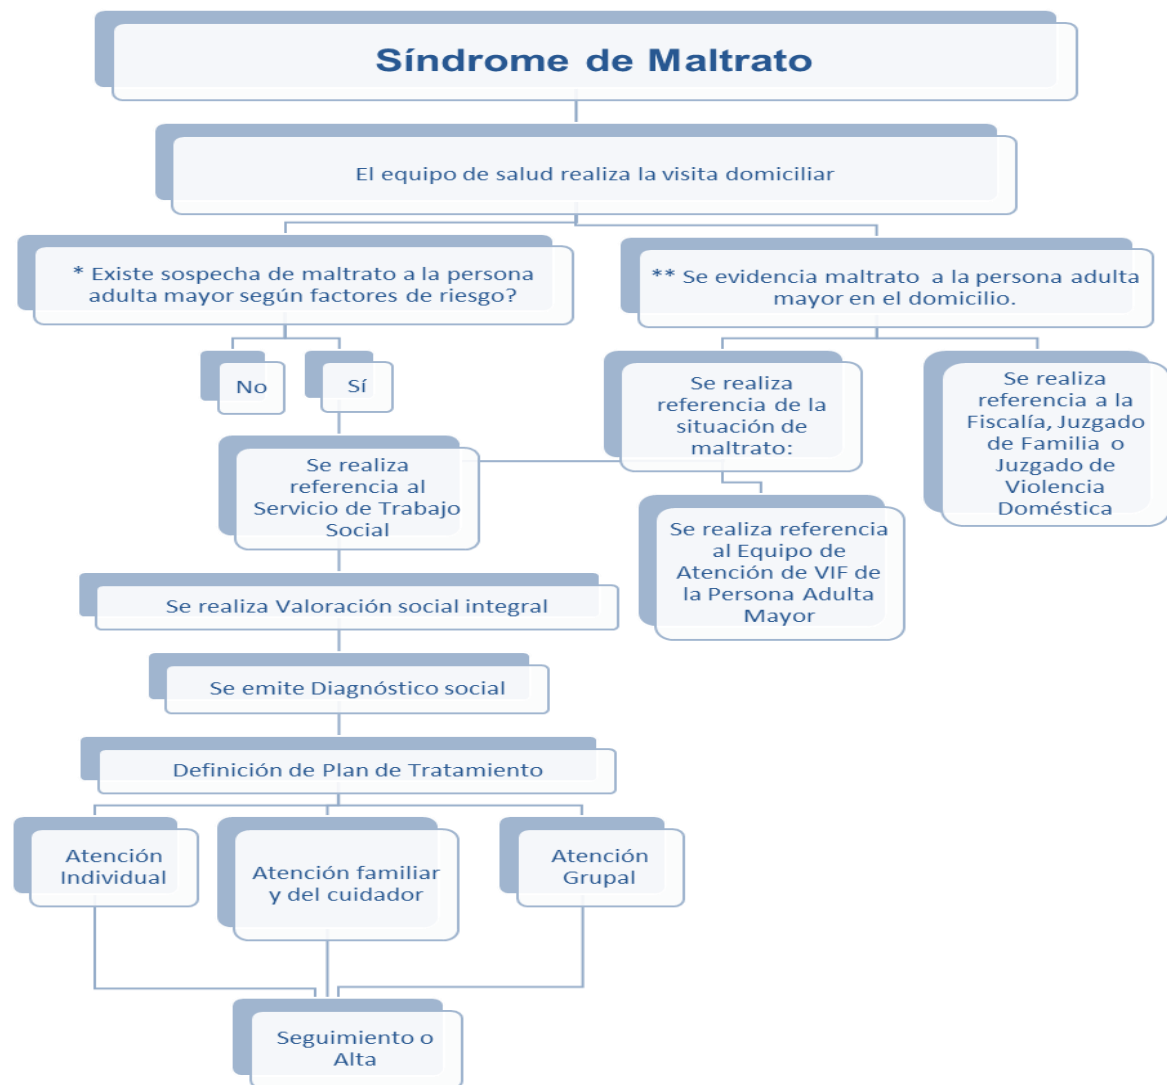 Síndrome de Maltrato
El equipo de salud realiza la visita domiciliar
* Existe sospecha de maltrato a la persona
adulta mayor según factores de riesgo?
** Se evidencia maltrato a la persona adulta
mayor en el domicilio.
No
Sí
Se realiza
referencia de la
situación de
maltrato:
Se realiza
referencia a la
Fiscalía, Juzgado
de Familia o
Juzgado de
Violencia
Doméstica
Se realiza
referencia al
Servicio de Trabajo
Social
Se realiza referencia
al Equipo de
Atención de VIF de
la Persona Adulta
Mayor
Se realiza Valoración social integral
Se emite Diagnóstico social
Definición de Plan de Tratamiento
Atención
Individual
Atención familiar
y del cuidador
Atención
Grupal
Seguimiento o
Alta